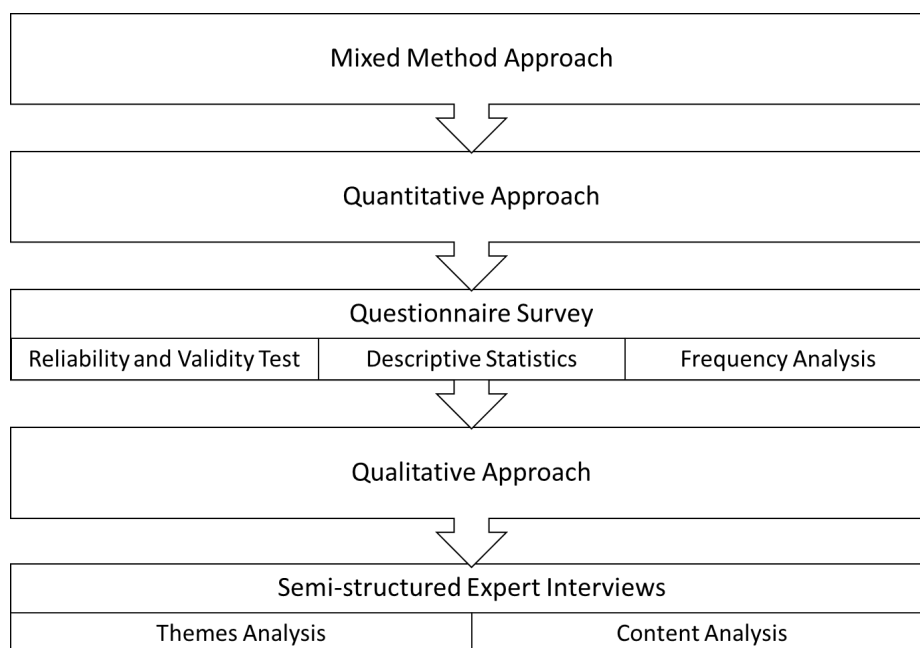 Mixed Method Approach
Quantitative Approach
Questionnaire Survey
Reliability and Validity Test
Descriptive Statistics
Frequency Analysis
Qualitative Approach
Semi-structured Expert Interviews
Themes Analysis
Content Analysis